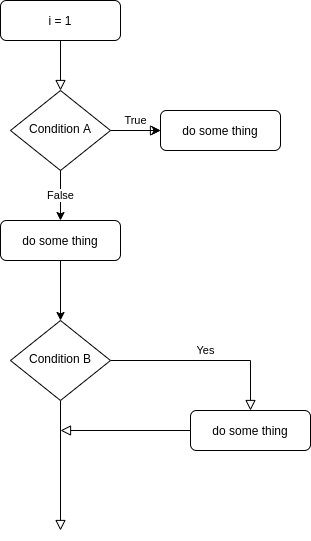 i = 1
Condition A
True
do some thing
False
do some thing
Condition B
Yes
do some thing